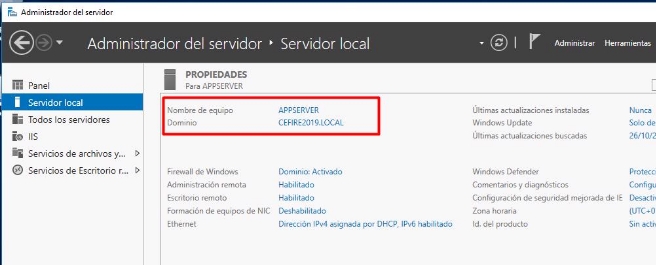 Administrador del servidor
Administrador del servidor · Servidor local
Administrar Herramientas
Panel
Servidor local
Todos los servidores
IIS
Servicios de archivos y...
Servicios de Escritorio r...
PROPIEDADES
Para APPSERVER
Nombre de equipo APPSERVER
Dominio CEFIRE2019.LOCAL
Últimas actualizaciones instaladas Nunca
Windows Update Solo de
Últimas actualizaciones buscadas 26/10/2
Firewall de Windows Dominio: Activado
Administración remota Habilitado
Escritorio remoto Habilitado
Formación de equipos de NIC Deshabilitado
Ethernet Dirección IPv4 asignada por DHCP, IPv6 habilitado
Windows Defender Protecc
Comentarios y diagnósticos Configu
Configuración de seguridad mejorada de IE Desactiv
Zona horaria (UTC+0
Id. del producto Sin activ